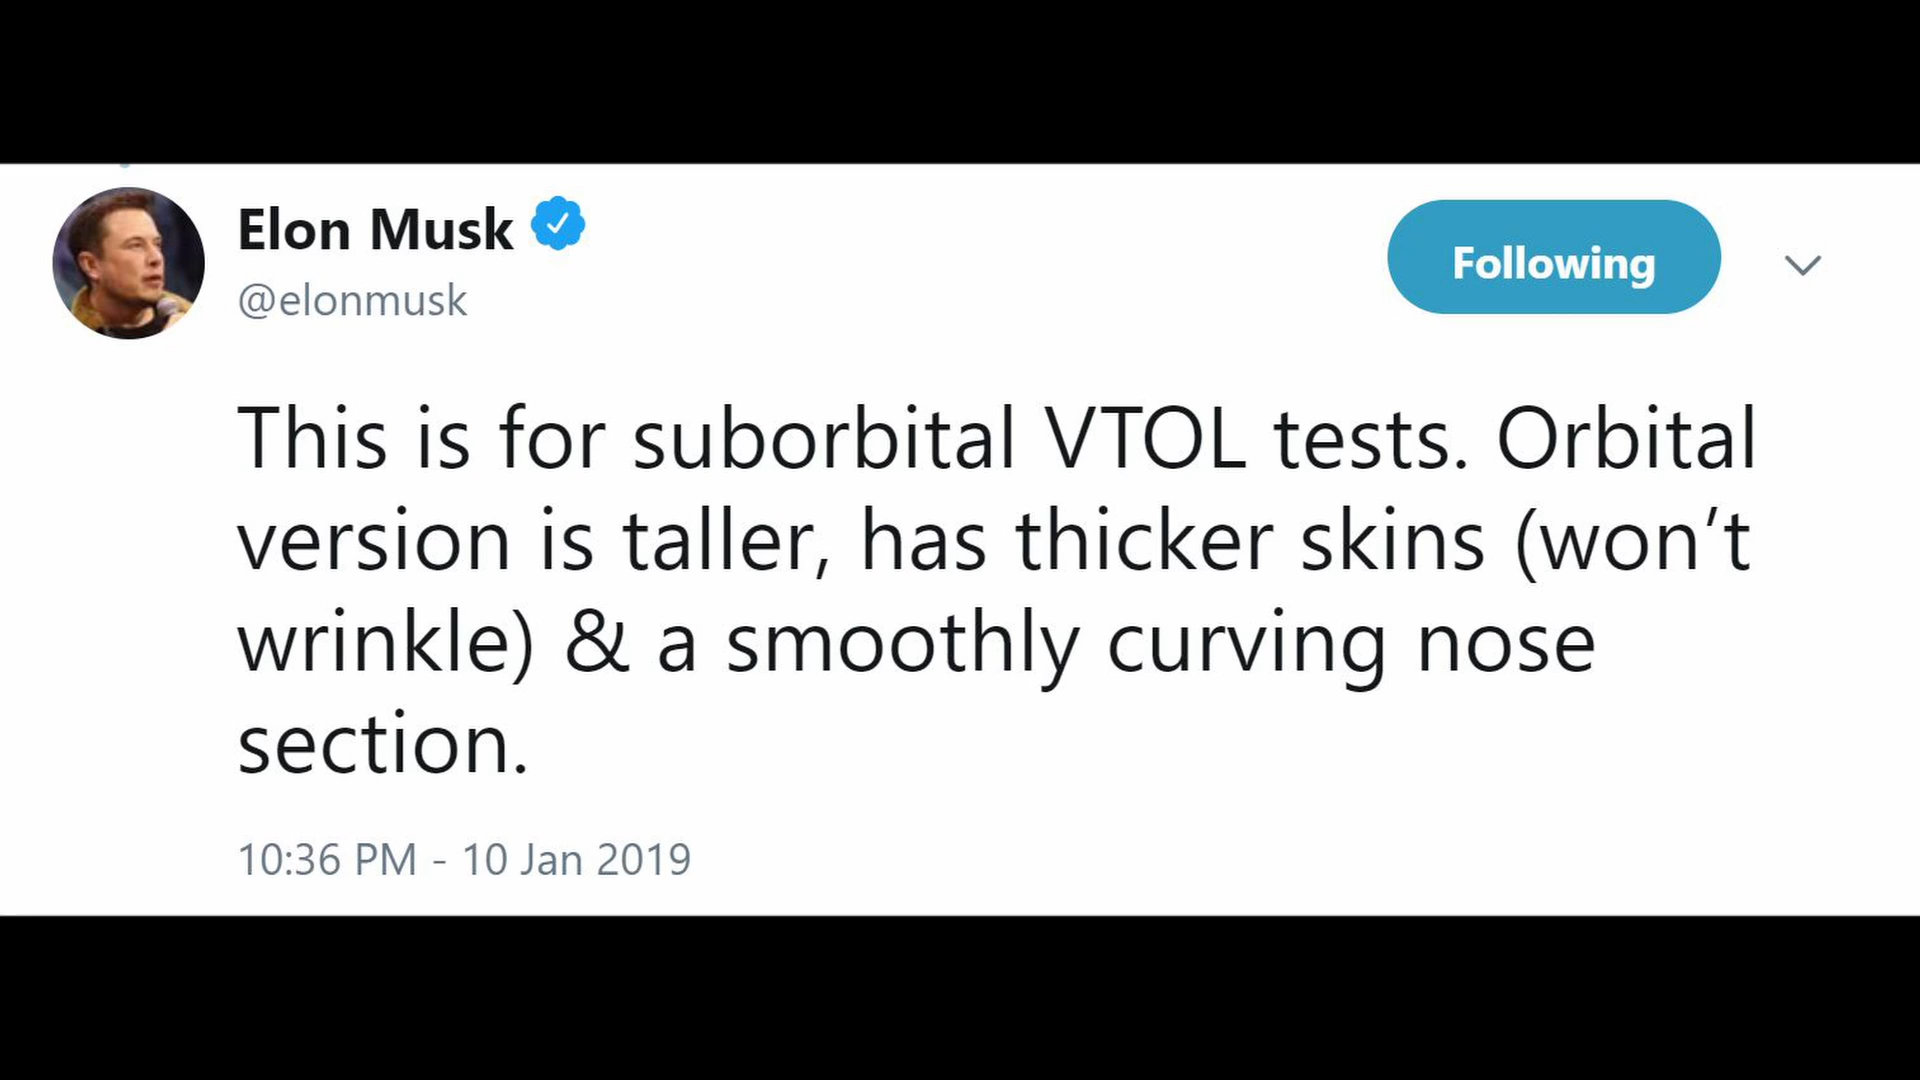 Elon Musk
@elonmusk
Following
This is for suborbital VTOL tests. Orbital
version is taller, has thicker skins (won’t
wrinkle) & a smoothly curving nose
section.
10:36 PM - 10 Jan 2019